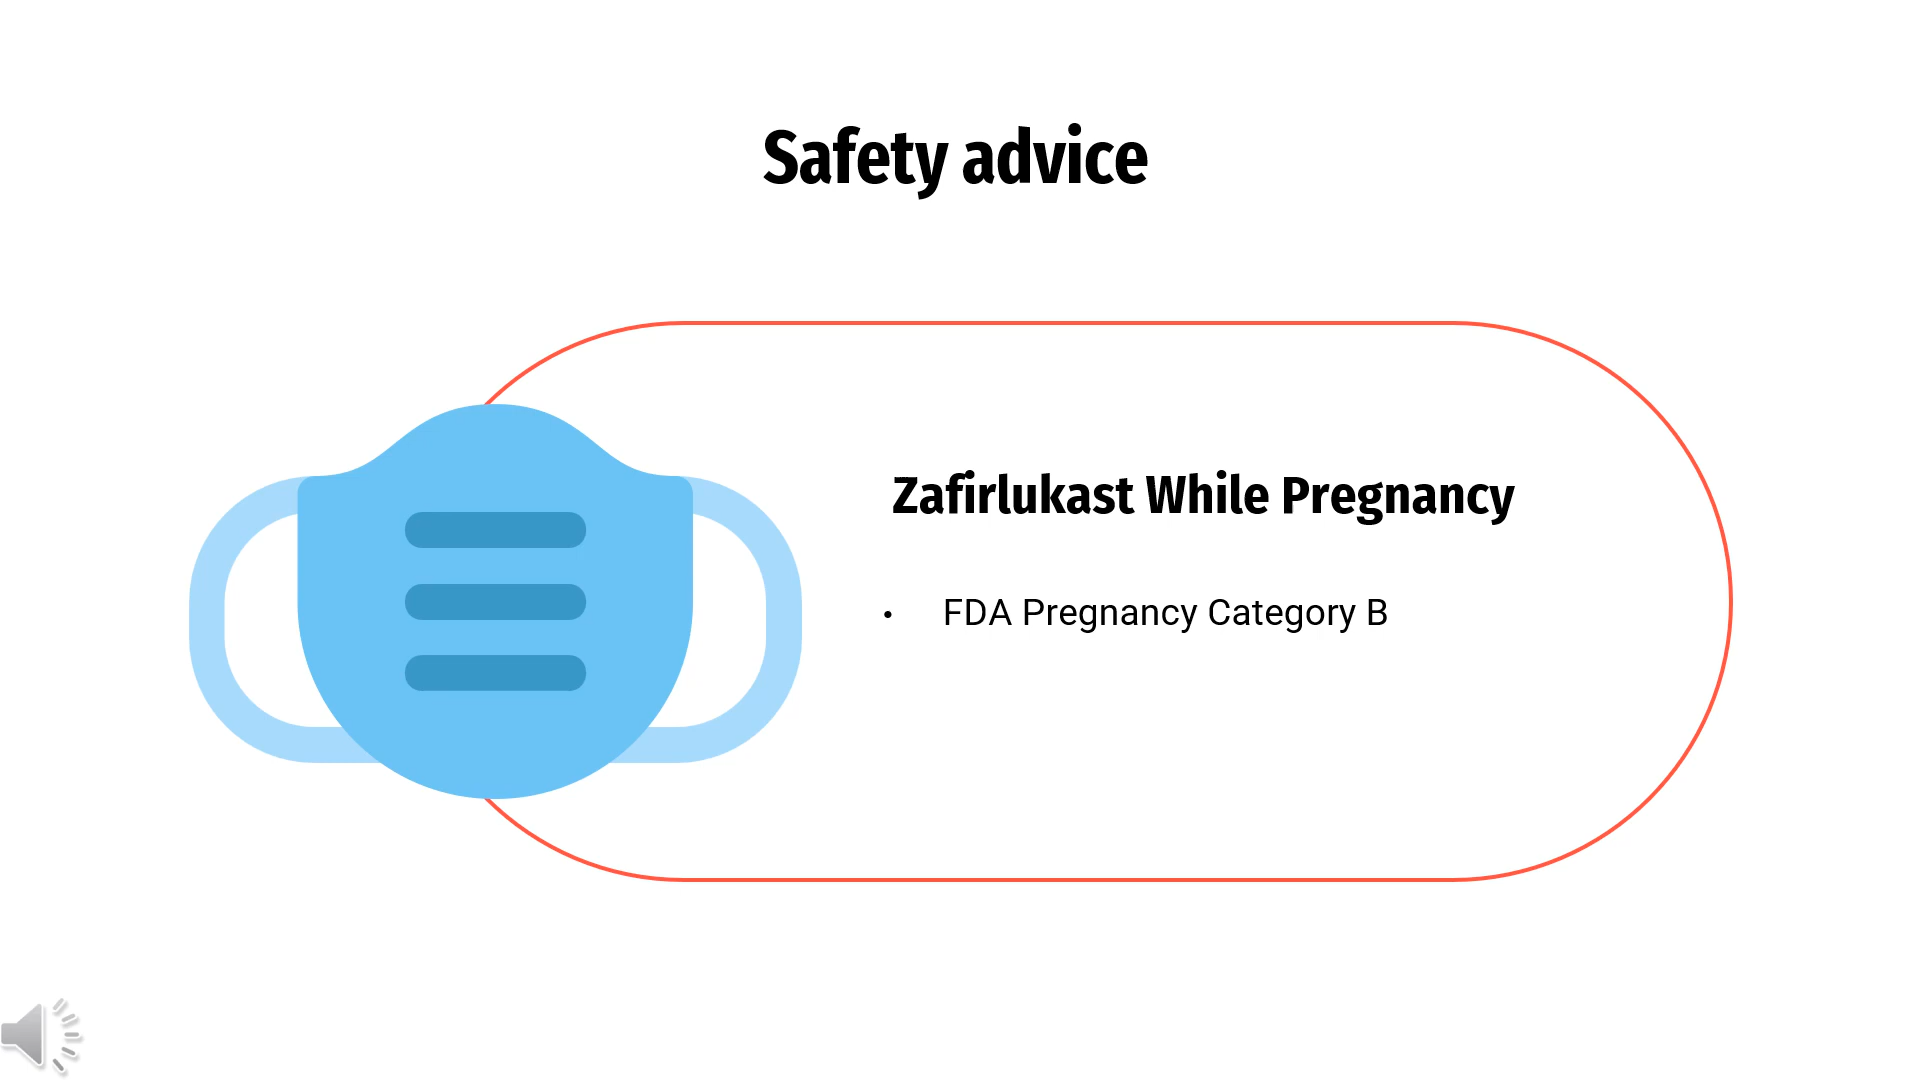 Safety advice
Zafirlukast While Pregnancy
• FDA Pregnancy Category B